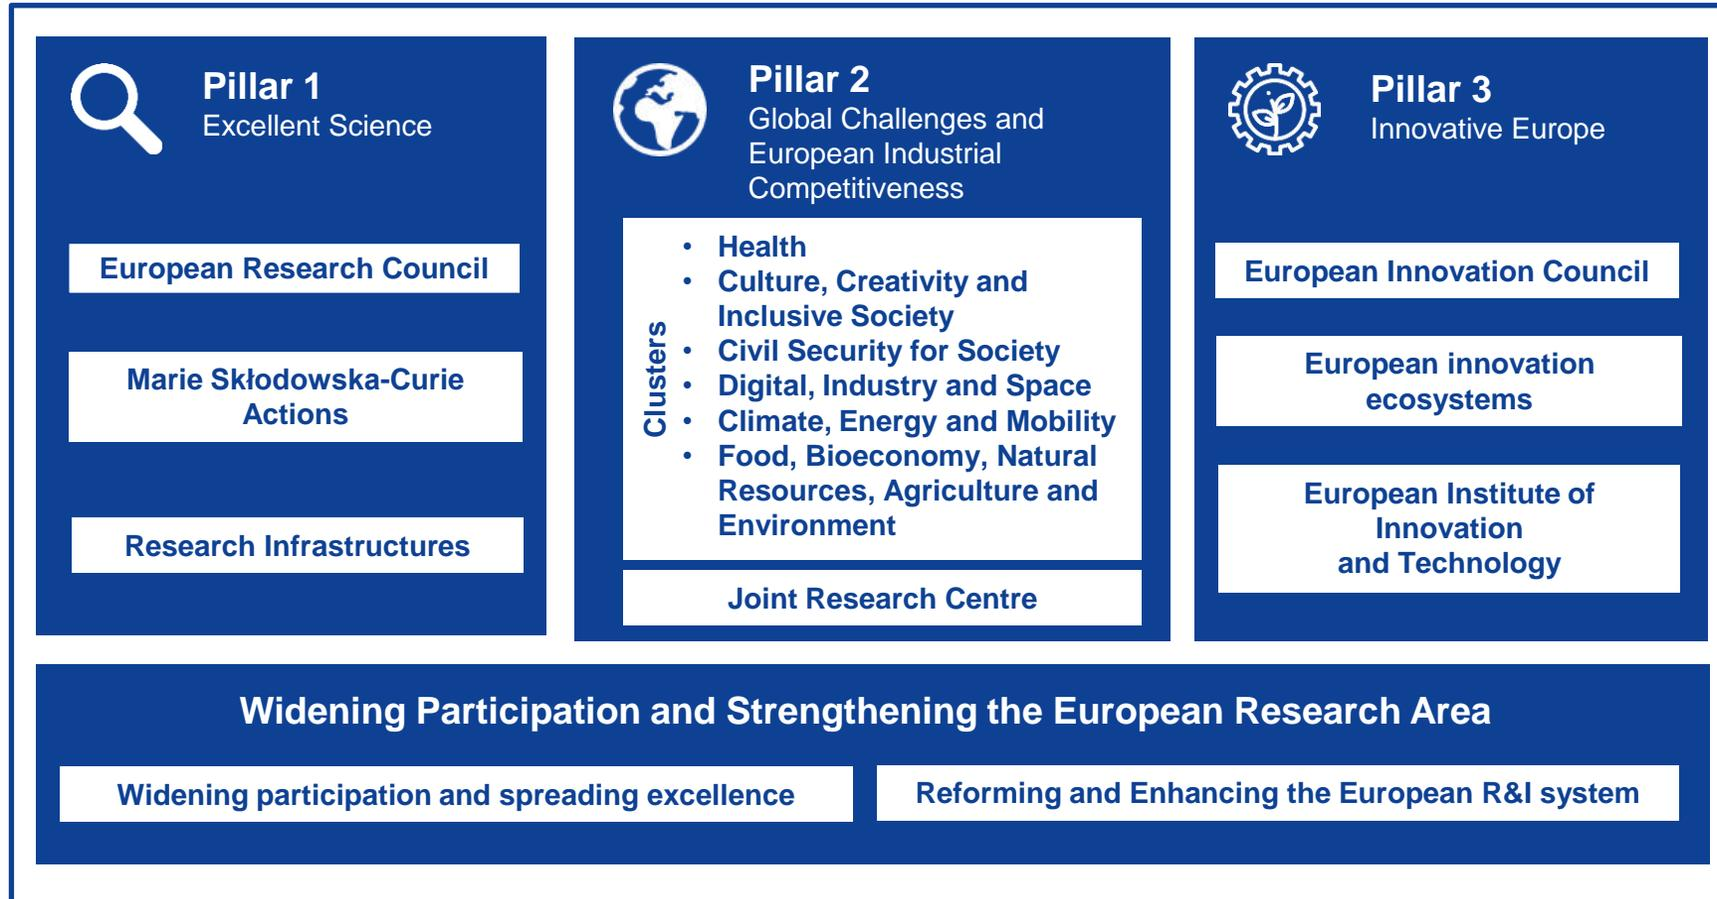 Pillar 1
Excellent Science
European Research Council
Marie Skłodowska-Curie
Actions
Research Infrastructures
Pillar 2
Global Challenges and
European Industrial
Competitiveness
Clusters
• Health
• Culture, Creativity and
Inclusive Society
• Civil Security for Society
• Digital, Industry and Space
• Climate, Energy and Mobility
• Food, Bioeconomy, Natural
Resources, Agriculture and
Environment
Joint Research Centre
Pillar 3
Innovative Europe
European Innovation Council
European innovation
ecosystems
European Institute of
Innovation
and Technology
Widening Participation and Strengthening the European Research Area
Widening participation and spreading excellence
Reforming and Enhancing the European R&I system